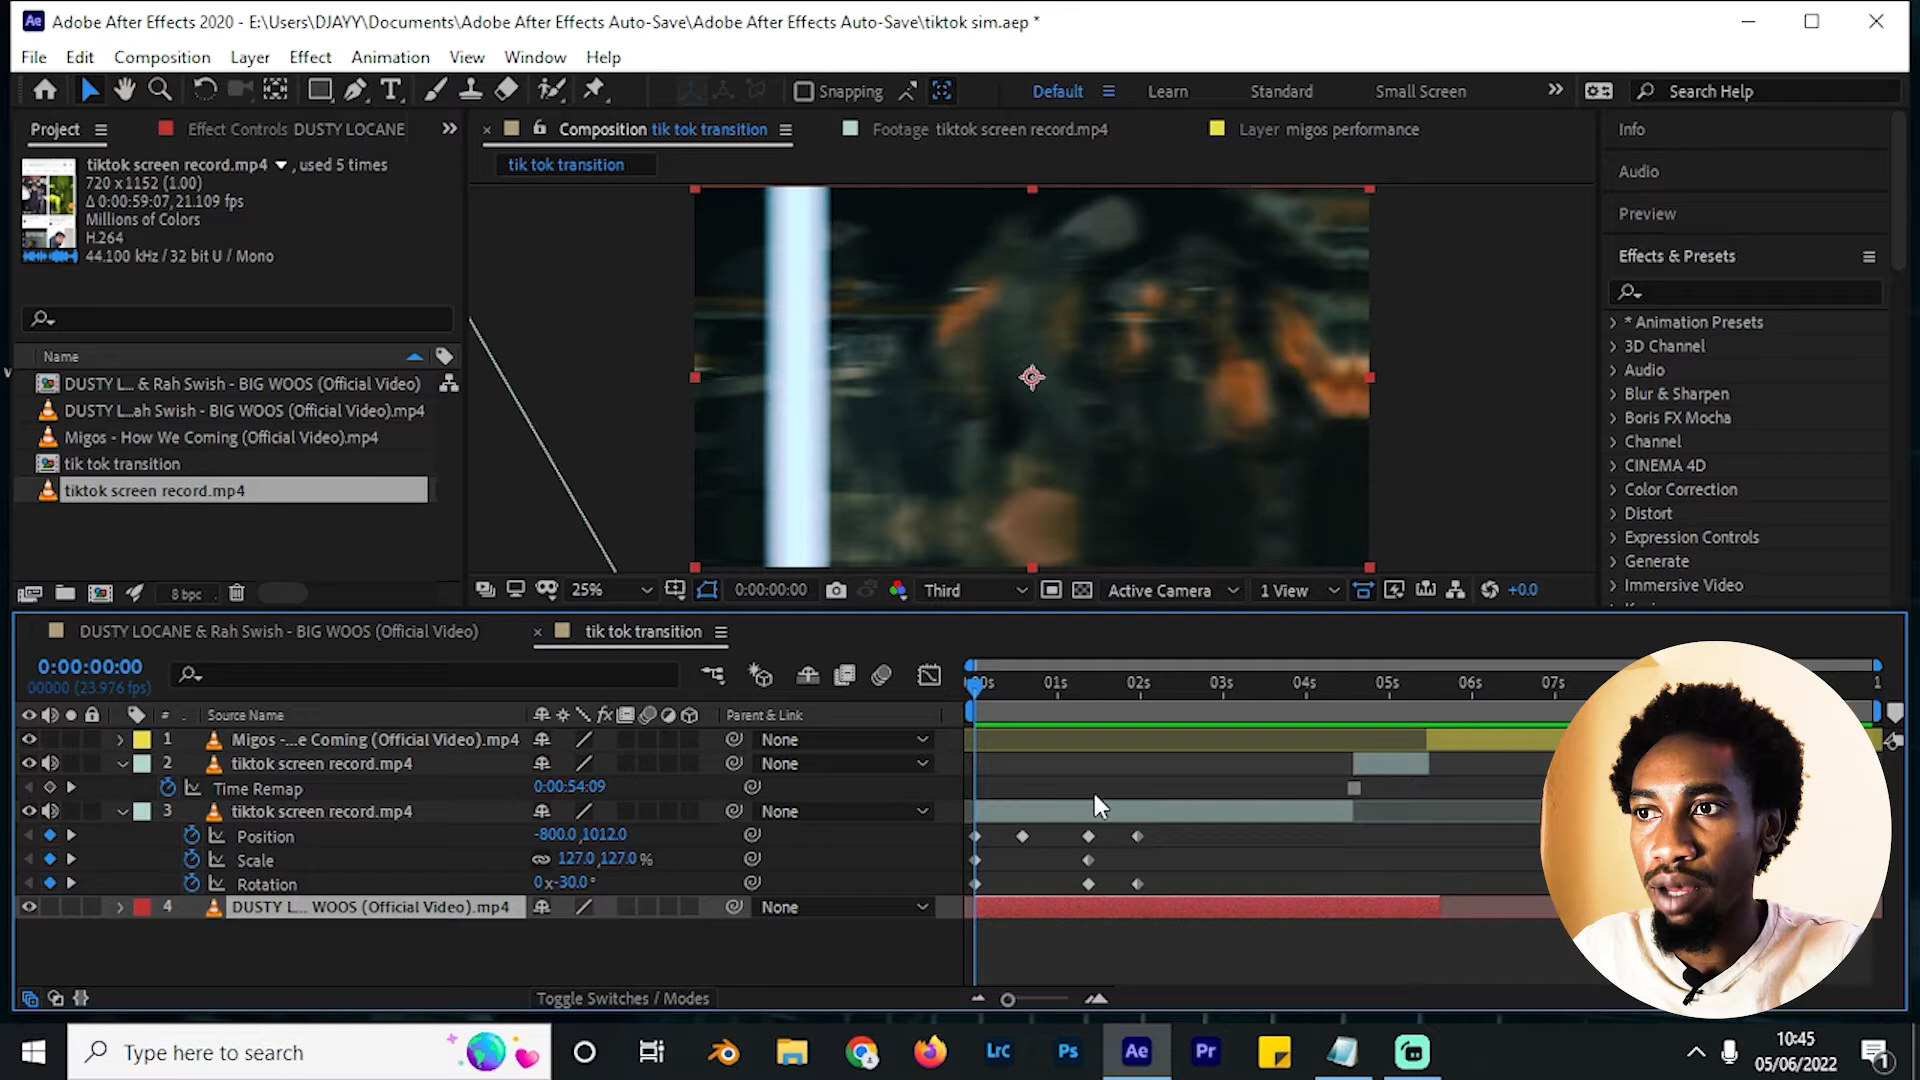 Ae Adobe After Effects 2020 - E:\Users\DJAYY\Documents\Adobe After Effects Auto-Save\Adobe After Effects Auto-Save\tiktok sim.aep *
File Edit Composition Layer Effect Animation View Window Help
Snapping Default Learn Standard Small Screen Search Help
Project Effect Controls DUSTY LOCANE Composition tik tok transition Footage tiktok screen record.mp4 Layer migos performance Info
tiktok screen record.mp4 , used 5 times
720 x1152 (1.00)
Δ 0:00:59:07, 21.109 fps
Millions of Colors
H.264
44.100 kHz / 32 bit U / Mono
tik tok transition
Audio
Preview
Effects & Presets
* Animation Presets
3D Channel
Audio
Blur & Sharpen
Boris FX Mocha
Channel
CINEMA 4D
Color Correction
Distort
Expression Controls
Generate
Immersive Video
Name
DUSTY L... & Rah Swish - BIG WOOS (Official Video)
DUSTY L...ah Swish - BIG WOOS (Official Video).mp4
Migos - How We Coming (Official Video).mp4
tik tok transition
tiktok screen record.mp4
8 bpc
25% 0:00:00:00 Third Active Camera 1 View +0.0
DUSTY LOCANE & Rah Swish - BIG WOOS (Official Video) tik tok transition
0:00:00:00
00000 (23.976 fps)
:00s 01s 02s 03s 04s 05s 06s 07s 1
# Source Name fx Parent & Link
1 Migos -...e Coming (Official Video).mp4 None
2 tiktok screen record.mp4 None
Time Remap 0:00:54:09
3 tiktok screen record.mp4 None
Position -800.0,1012.0
Scale 127.0,127.0 %
Rotation 0x-30.0°
4 DUSTY L... WOOS (Official Video).mp4 None
Toggle Switches / Modes
Type here to search
LrC Ps Ae Pr
10:45
05/06/2022
1